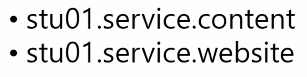 • stu01.service.content
• stu01.service.website